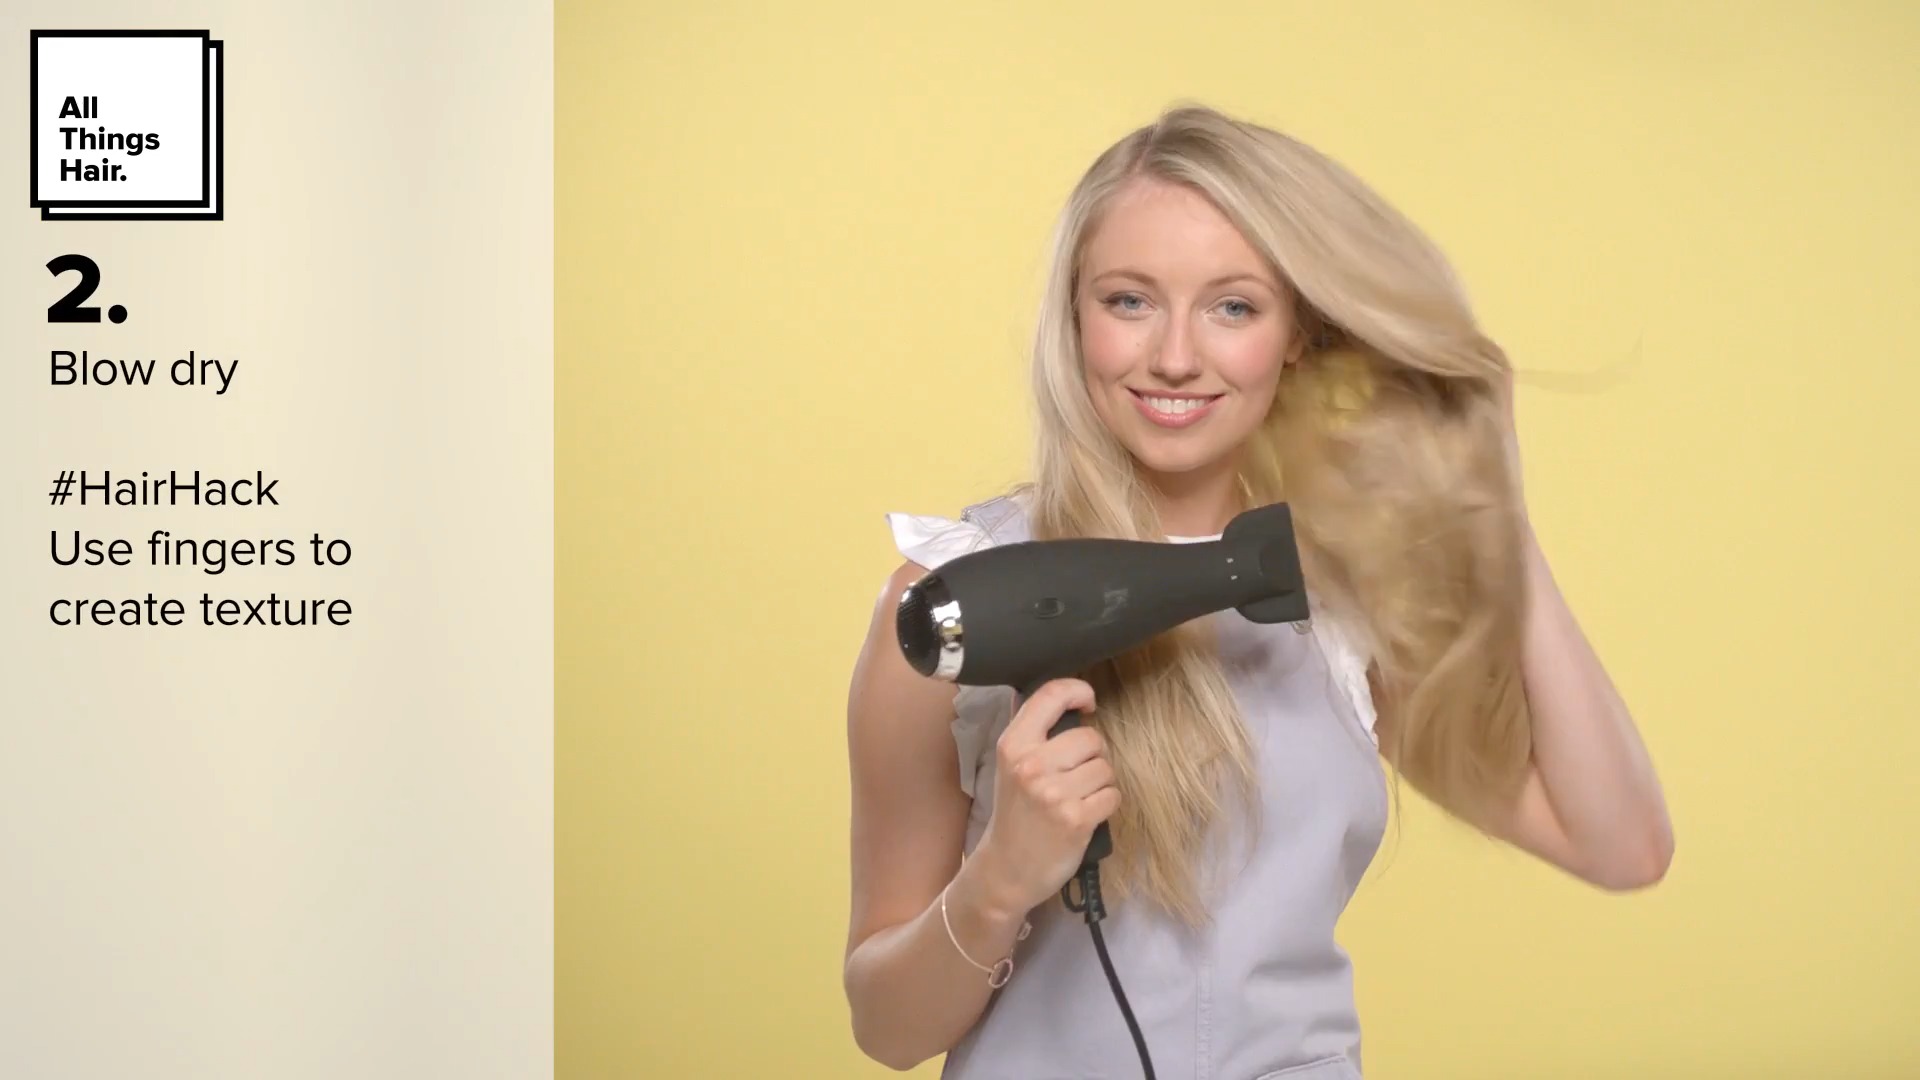 All
Things
Hair.
2.
Blow dry
#HairHack
Use fingers to
create texture